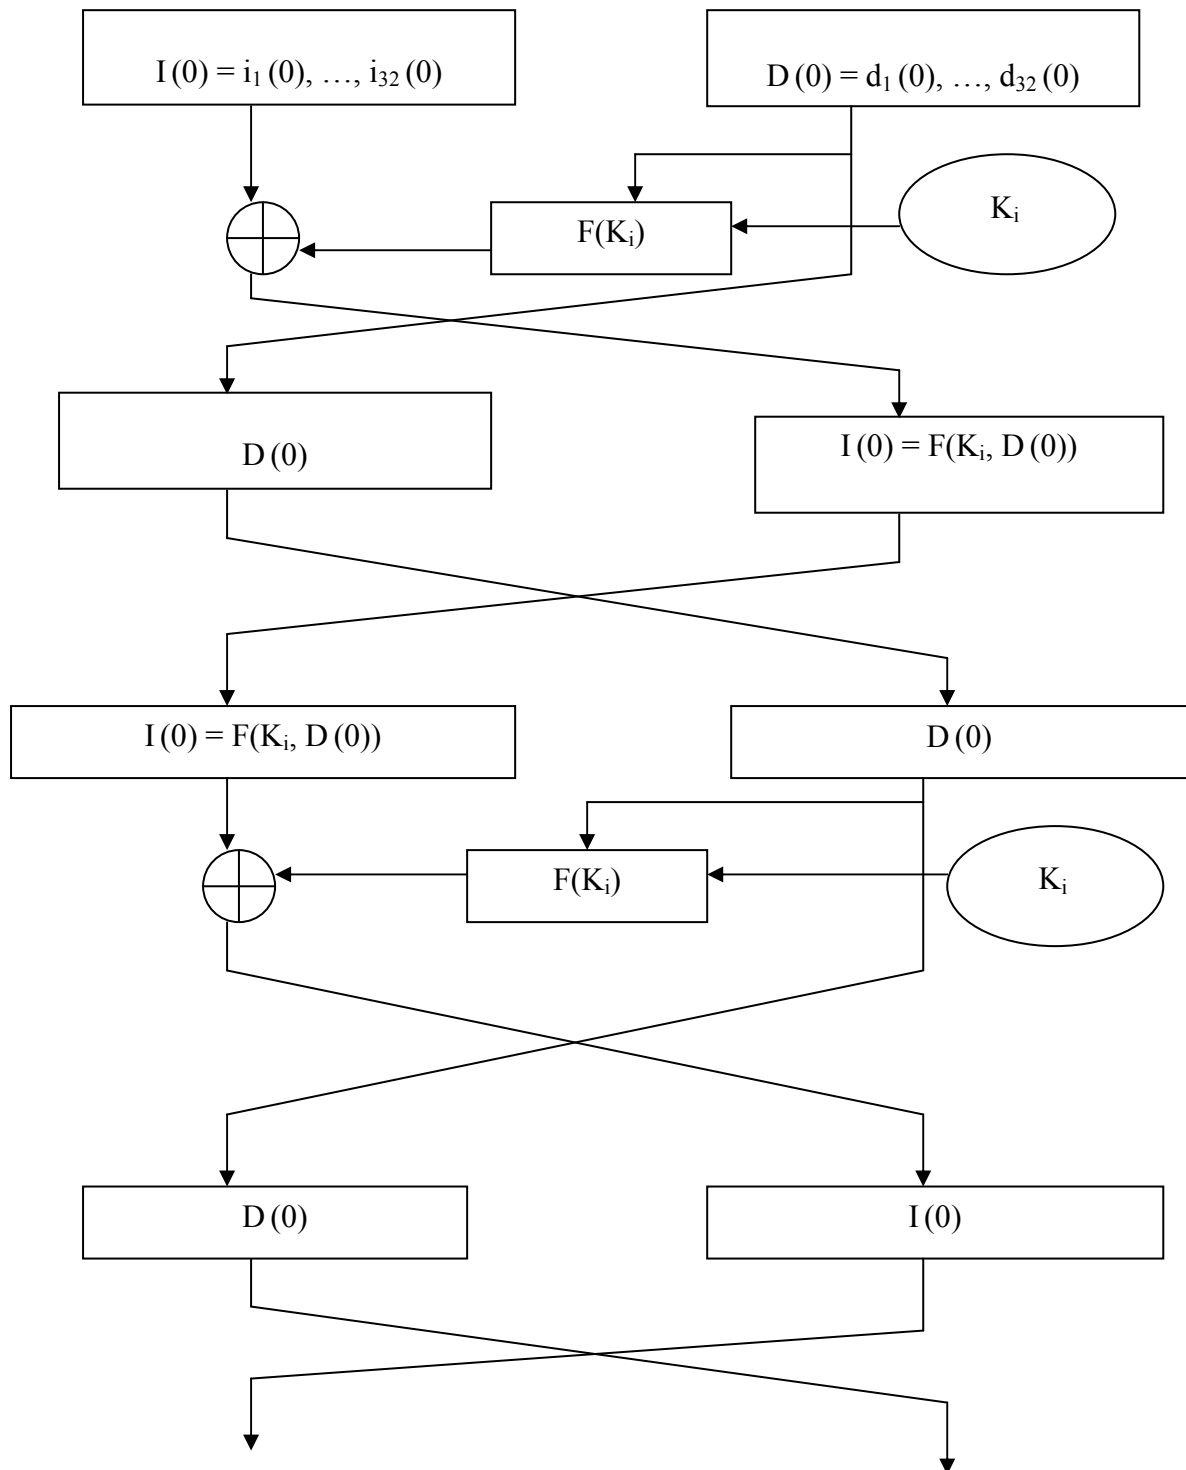 I (0) = i₁ (0), …, i₃₂ (0)
D (0) = d₁ (0), …, d₃₂ (0)
Kᵢ
F(Kᵢ)
D (0)
I (0) = F(Kᵢ, D (0))
I (0) = F(Kᵢ, D (0))
D (0)
F(Kᵢ)
Kᵢ
D (0)
I (0)